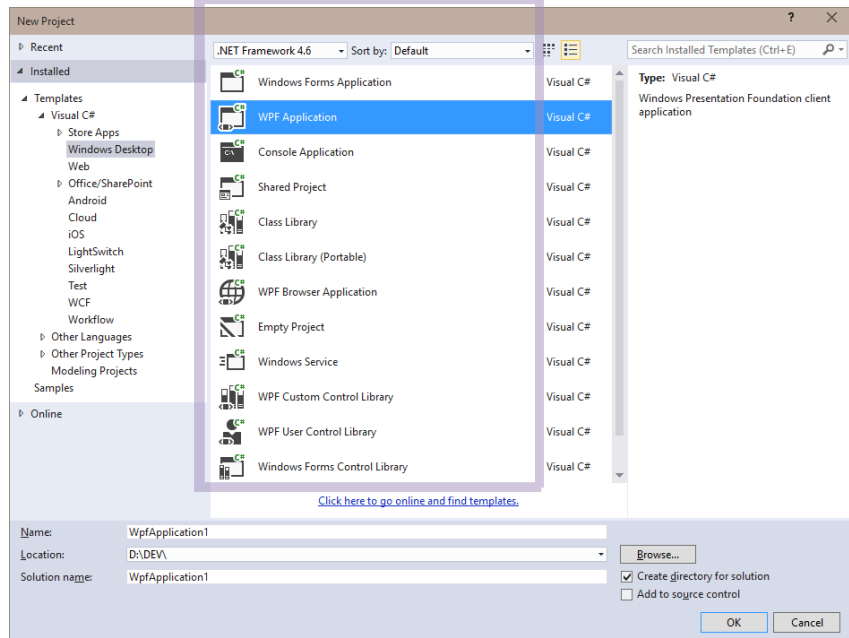 New Project
? 
Recent
.NET Framework 4.6 Sort by: Default
Search Installed Templates (Ctrl+E)
Installed
Templates
Visual C#
Store Apps
Windows Desktop
Web
Office/SharePoint
Android
Cloud
iOS
LightSwitch
Silverlight
Test
WCF
Workflow
Other Languages
Other Project Types
Modeling Projects
Samples
Online
C# Windows Forms Application Visual C#
C# WPF Application Visual C#
C# C:\ Console Application Visual C#
C# Shared Project Visual C#
C# Class Library Visual C#
C# Class Library (Portable) Visual C#
C# WPF Browser Application Visual C#
C# Empty Project Visual C#
C# Windows Service Visual C#
C# WPF Custom Control Library Visual C#
C# WPF User Control Library Visual C#
C# Windows Forms Control Library Visual C#
Click here to go online and find templates.
Type: Visual C#
Windows Presentation Foundation client
application
Name: WpfApplication1
Location: D:\DEV\
Browse...
Solution name: WpfApplication1
Create directory for solution
Add to source control
OK Cancel